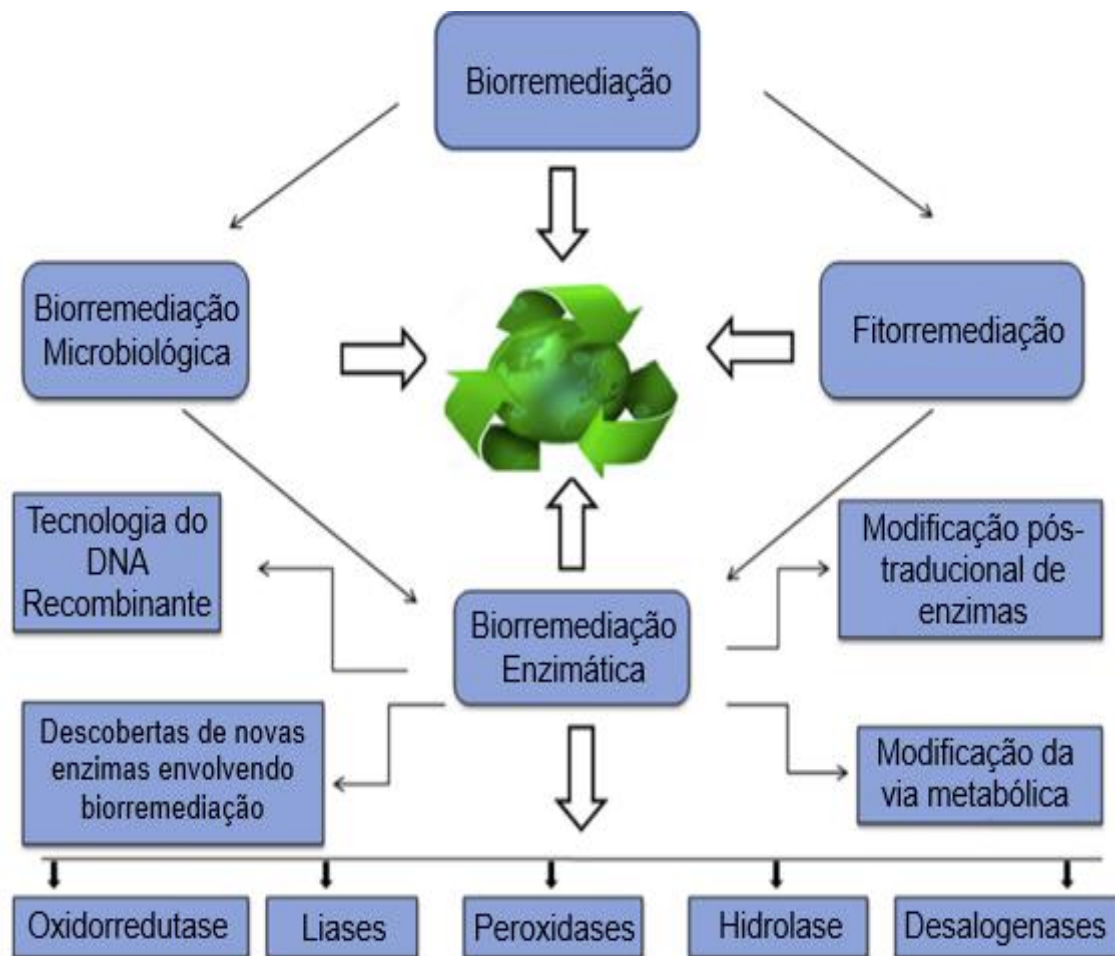 Biorremediação
Biorremediação
Microbiológica
Fitorremediação
Tecnologia do
DNA
Recombinante
Modificação pós-
traducional de
enzimas
Biorremediação
Enzimática
Descobertas de novas
enzimas envolvendo
biorremediação
Modificação da
via metabólica
Oxidorredutase
Liases
Peroxidases
Hidrolase
Desalogenases